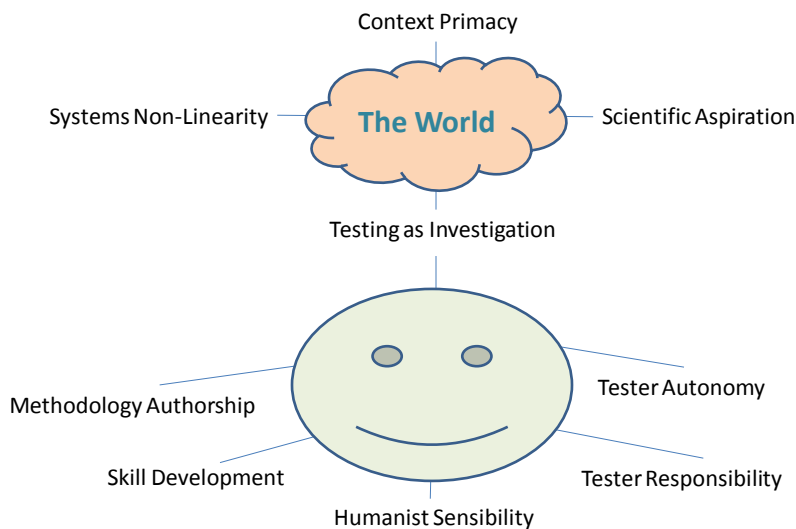 Context Primacy
Systems Non-Linearity
The World
Scientific Aspiration
Testing as Investigation
Methodology Authorship
Tester Autonomy
Skill Development
Tester Responsibility
Humanist Sensibility